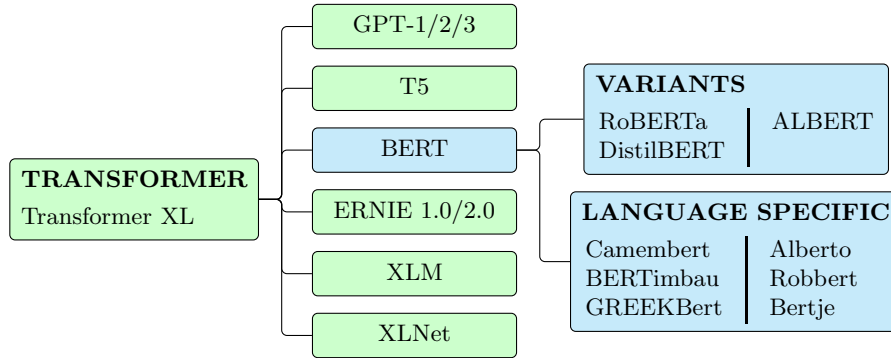 TRANSFORMER
Transformer XL
GPT-1/2/3
T5
BERT
ERNIE 1.0/2.0
XLM
XLNet
VARIANTS
RoBERTa
DistilBERT
ALBERT
LANGUAGE SPECIFIC
Camembert
BERTimbau
GREEKBert
Alberto
Robbert
Bertje